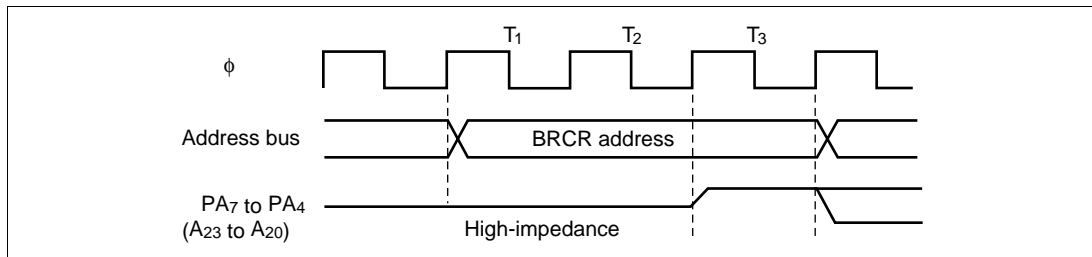 T1 T2 T3
ϕ
Address bus BRCR address
PA7 to PA4
(A23 to A20)
High-impedance